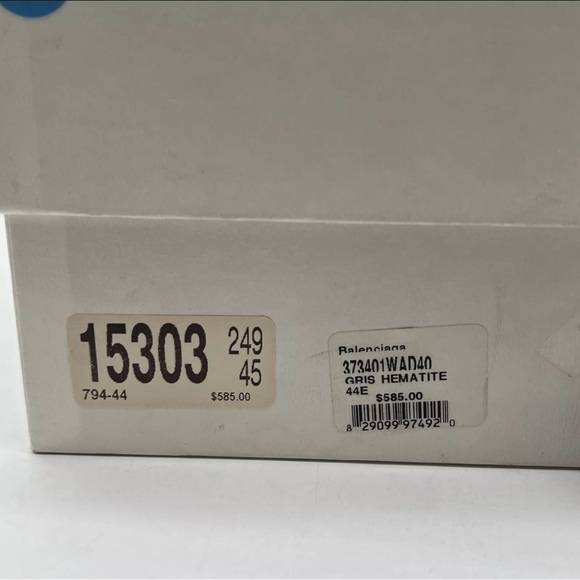 15303 249
45
794-44 $585.00
Balenciaga
373401WAD40
GRIS HEMATITE
44E
$585.00
8 29099 97492 0